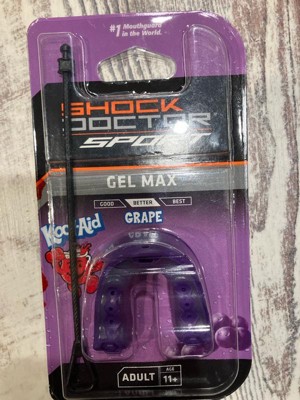 #1 Mouthguard
in the World.
SHOCK
DOCTOR
SPORT
GEL MAX
GOOD BETTER BEST
Kool-Aid
GRAPE
ADULT AGE 11+